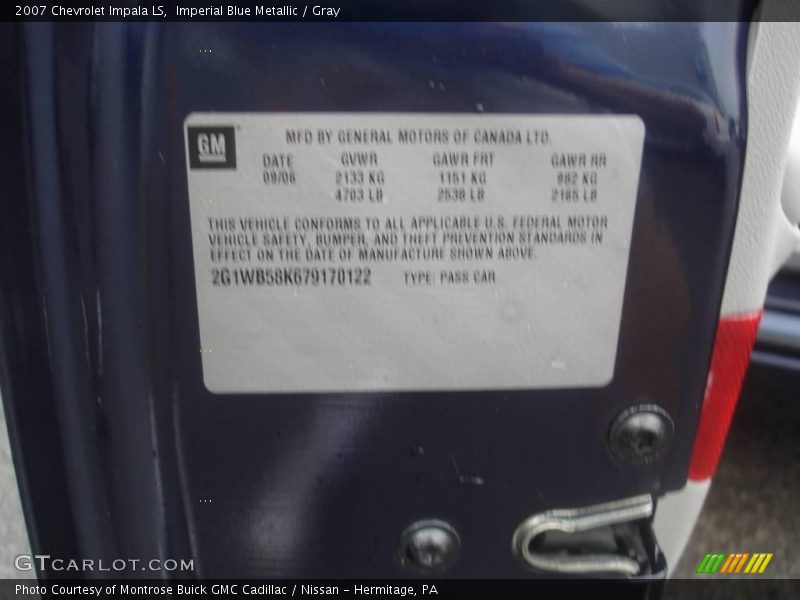 2007 Chevrolet Impala LS, Imperial Blue Metallic / Gray
GM
MFD BY GENERAL MOTORS OF CANADA LTD.
DATE GVWR GAWR FRT GAWR RR
09/06 2133 KG 1151 KG 982 KG
4703 LB 2538 LB 2165 LB
THIS VEHICLE CONFORMS TO ALL APPLICABLE U.S. FEDERAL MOTOR
VEHICLE SAFETY, BUMPER, AND THEFT PREVENTION STANDARDS IN
EFFECT ON THE DATE OF MANUFACTURE SHOWN ABOVE.
2G1WB58K679170122 TYPE: PASS CAR
GTCARLOT.COM
Photo Courtesy of Montrose Buick GMC Cadillac / Nissan - Hermitage, PA